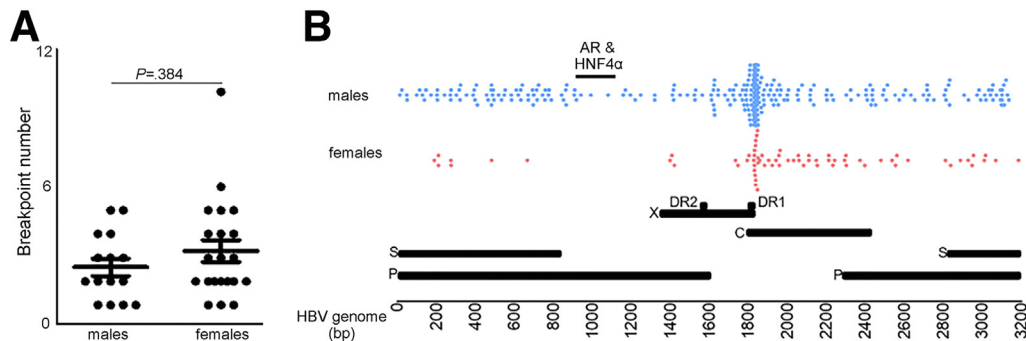 A
12
6
0
Breakpoint number
P=.384
males
females
B
AR &
HNF4α
males
females
DR2
DR1
X
C
S
S
P
P
HBV genome
(bp)
0
200
400
600
800
1000
1200
1400
1600
1800
2000
2200
2400
2600
2800
3000
3200